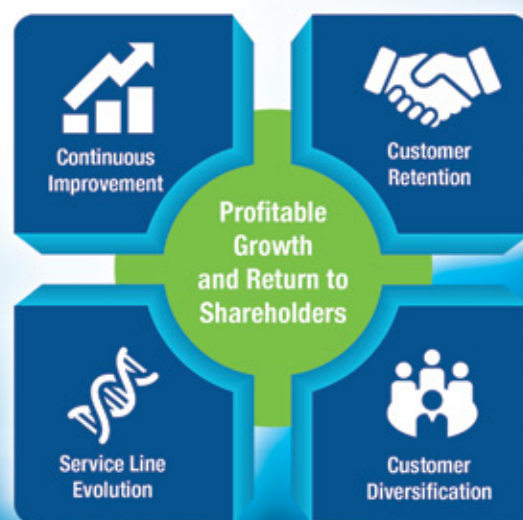 Continuous
Improvement
Customer
Retention
Profitable
Growth
and Return to
Shareholders
Service Line
Evolution
Customer
Diversification